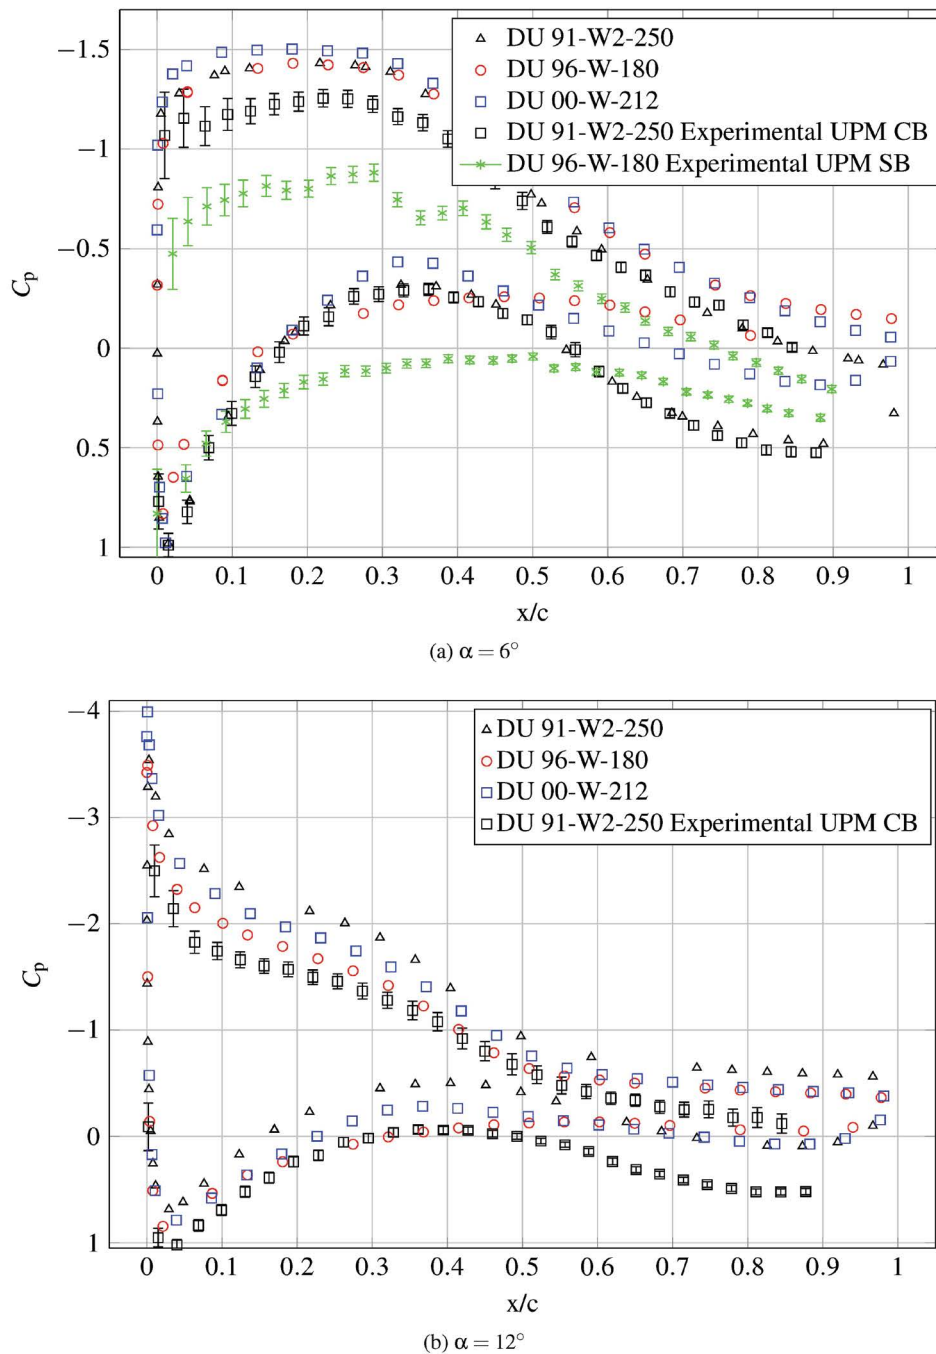 −1.5
−1
−0.5
0
0.5
1
C_p
DU 91-W2-250
DU 96-W-180
DU 00-W-212
DU 91-W2-250 Experimental UPM CB
DU 96-W-180 Experimental UPM SB
0 0.1 0.2 0.3 0.4 0.5 0.6 0.7 0.8 0.9 1
x/c
(a) α = 6°
−4
−3
−2
−1
0
1
C_p
DU 91-W2-250
DU 96-W-180
DU 00-W-212
DU 91-W2-250 Experimental UPM CB
0 0.1 0.2 0.3 0.4 0.5 0.6 0.7 0.8 0.9 1
x/c
(b) α = 12°